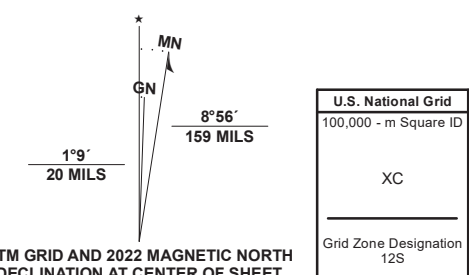 ★
MN
GN
8°56´
159 MILS
1°9´
20 MILS
TM GRID AND 2022 MAGNETIC NORTH
DECLINATION AT CENTER OF SHEET
U.S. National Grid
100,000 - m Square ID
XC
Grid Zone Designation
12S